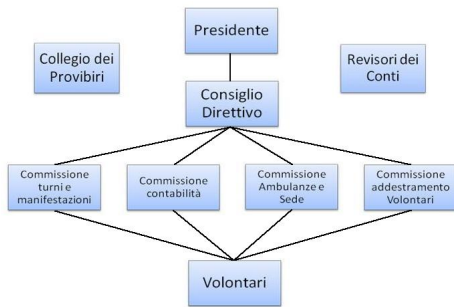 Presidente
Collegio dei
Provibiri
Revisori dei
Conti
Consiglio
Direttivo
Commissione
turni e
manifestazioni
Commissione
contabilità
Commissione
Ambulanze e
Sede
Commissione
addestramento
Volontari
Volontari